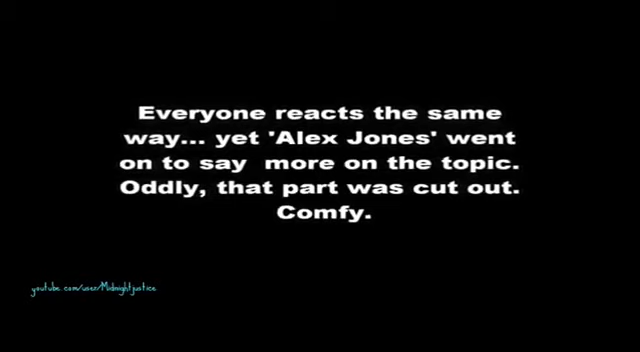 Everyone reacts the same
way... yet 'Alex Jones' went
on to say more on the topic.
Oddly, that part was cut out.
Comfy.
youtube.com/user/Midnightjustice